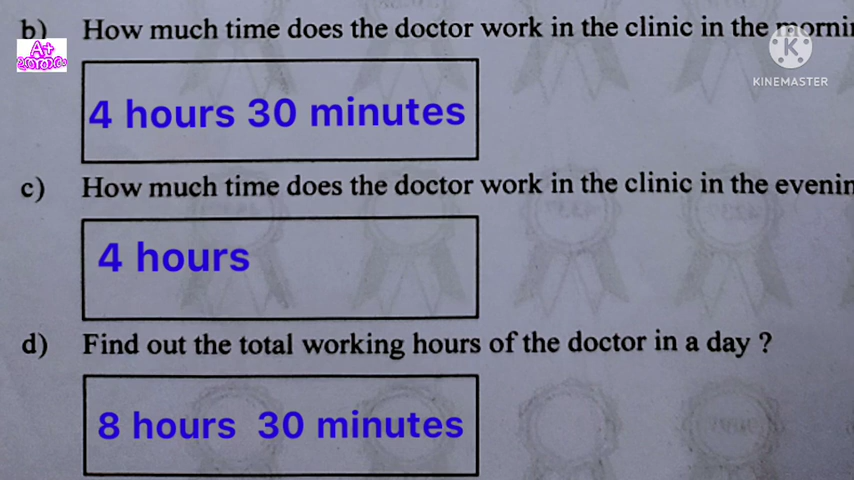 b) How much time does the doctor work in the clinic in the
A+
KINEMASTER
4 hours 30 minutes
c) How much time does the doctor work in the clinic in the
4 hours
d) Find out the total working hours of the doctor in a day ?
8 hours 30 minutes